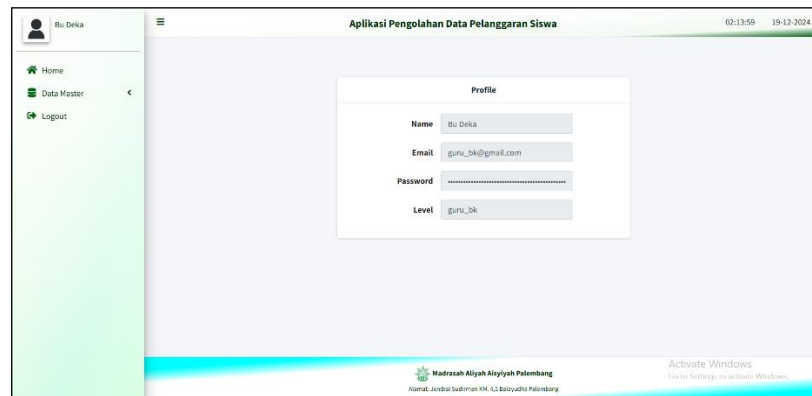 Bu Deka
Aplikasi Pengolahan Data Pelanggaran Siswa
02:13:59 19-12-2024
Home
Data Master
Logout
Profile
Name Bu Deka
Email guru_bk@gmail.com
Password
Level guru_bk
Activate Windows
Go to Settings to activate Windows.
Madrasah Aliyah Aisyiyah Palembang
Alamat: Jendral Sudirman KM. 4,5 Balayudha Palembang